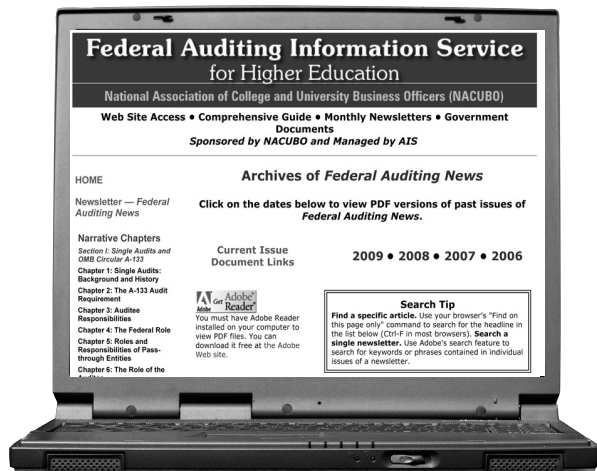 Federal Auditing Information Service
for Higher Education
National Association of College and University Business Officers (NACUBO)
Web Site Access • Comprehensive Guide • Monthly Newsletters • Government
Documents
Sponsored by NACUBO and Managed by AIS
HOME
Newsletter — Federal
Auditing News
Narrative Chapters
Section I: Single Audits and
OMB Circular A-133
Chapter 1: Single Audits:
Background and History
Chapter 2: The A-133 Audit
Requirement
Chapter 3: Auditee
Responsibilities
Chapter 4: The Federal Role
Chapter 5: Roles and
Responsibilities of Pass-
through Entities
Chapter 6: The Role of the
Archives of Federal Auditing News
Click on the dates below to view PDF versions of past issues of
Federal Auditing News.
Current Issue
Document Links
2009 • 2008 • 2007 • 2006
Adobe
Get Adobe®
Reader®
You must have Adobe Reader
installed on your computer to
view PDF files. You can
download it free at the Adobe
Web site.
Search Tip
Find a specific article. Use your browser's "Find on
this page only" command to search for the headline in
the list below (Ctrl-F in most browsers). Search a
single newsletter. Use Adobe's search feature to
search for keywords or phrases contained in individual
issues of a newsletter.